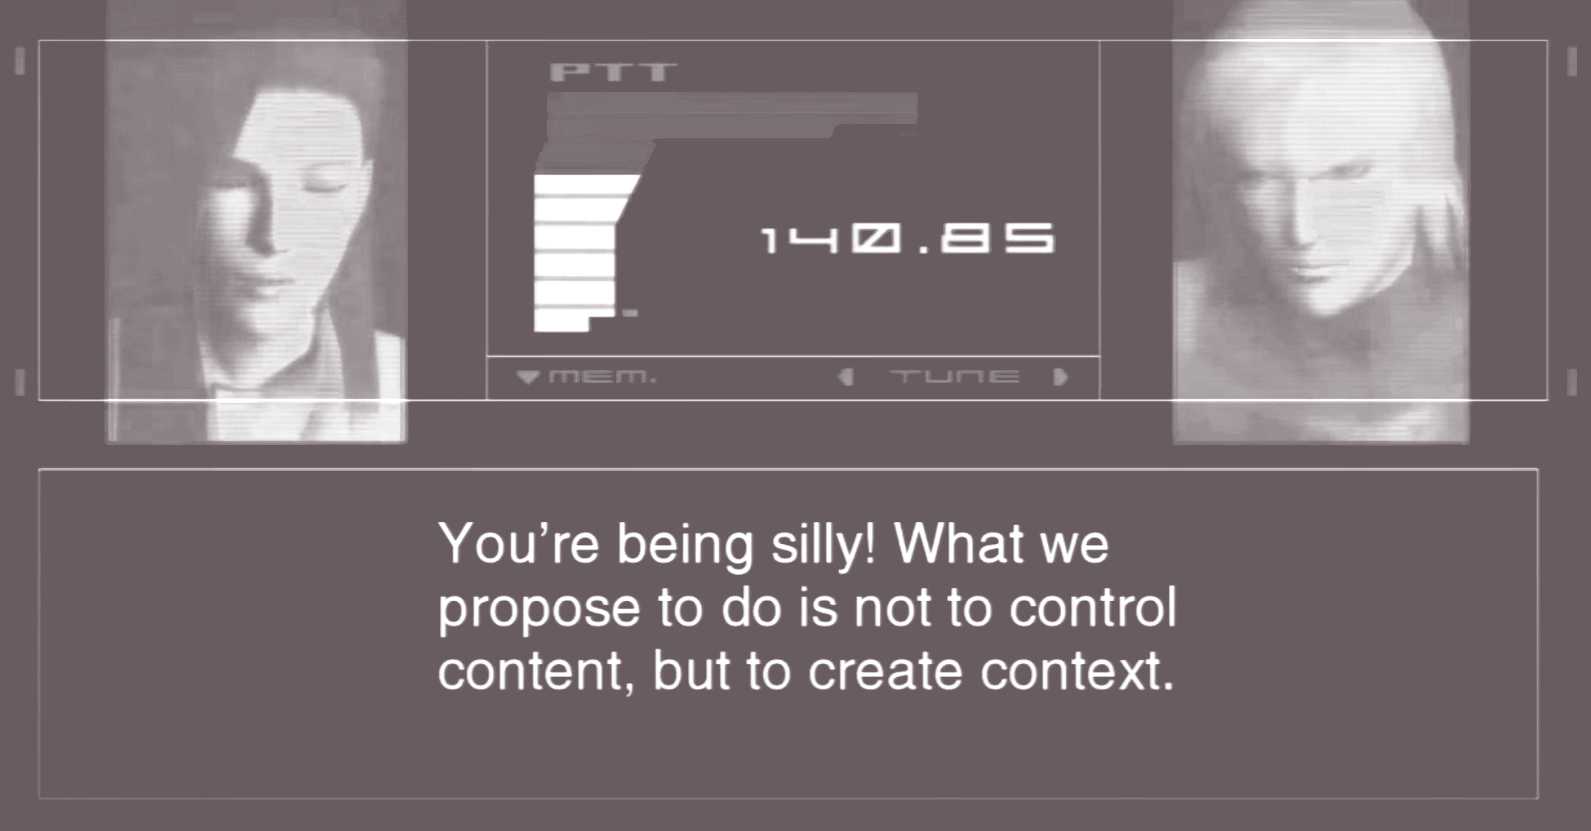 PTT
140.85
MEM.
TUNE
You’re being silly! What we
propose to do is not to control
content, but to create context.